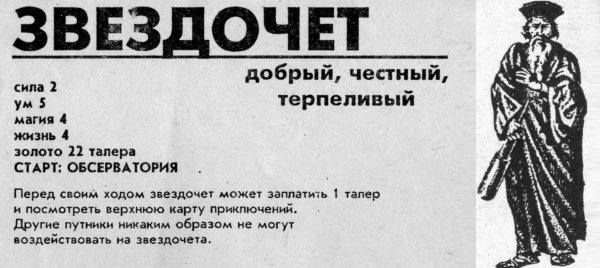 ЗВЕЗДОЧЕТ
добрый, честный,
терпеливый
сила 2
ум 5
магия 4
жизнь 4
золото 22 талера
СТАРТ: ОБСЕРВАТОРИЯ
Перед своим ходом звездочет может заплатить 1 талер
и посмотреть верхнюю карту приключений.
Другие путники никаким образом не могут
воздействовать на звездочета.